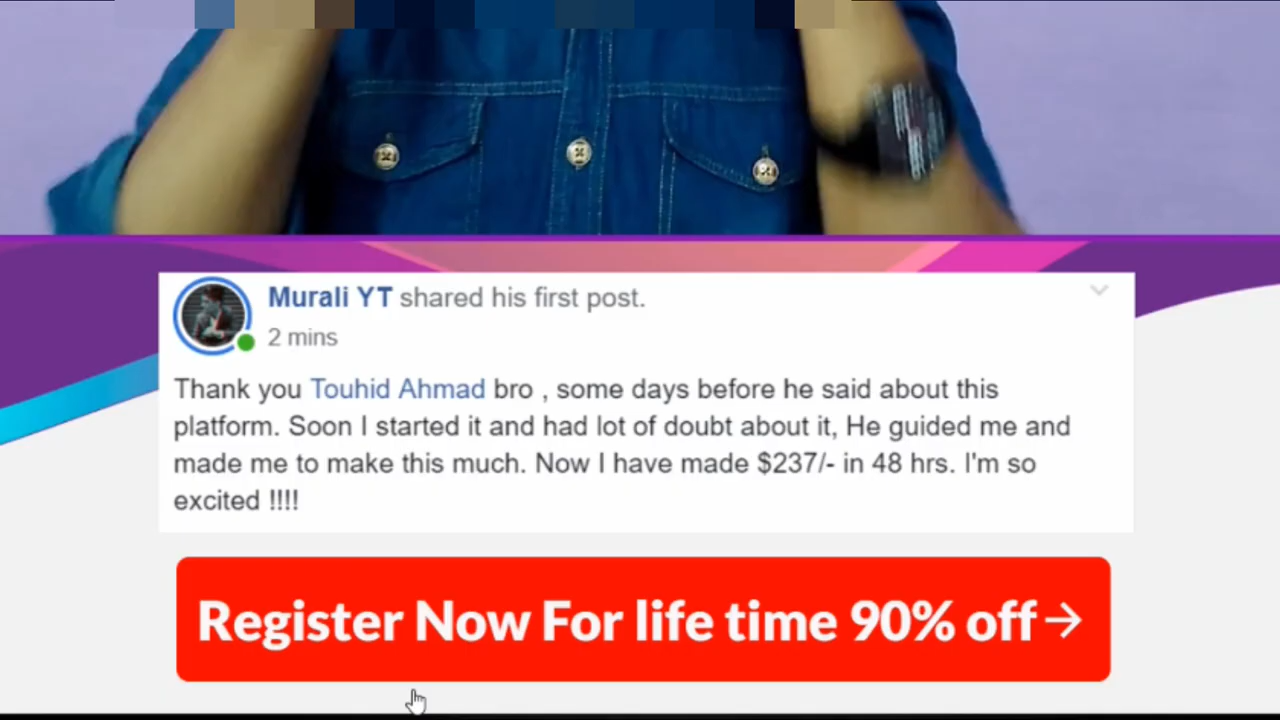 Murali YT shared his first post.
2 mins
Thank you Touhid Ahmad bro , some days before he said about this
platform. Soon I started it and had lot of doubt about it, He guided me and
made me to make this much. Now I have made $237/- in 48 hrs. I'm so
excited !!!!
Register Now For life time 90% off→